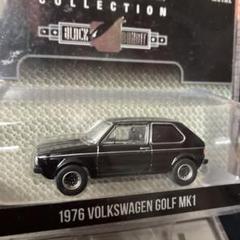 COLLECTION
BLACK BANDIT
1976 VOLKSWAGEN GOLF MK1